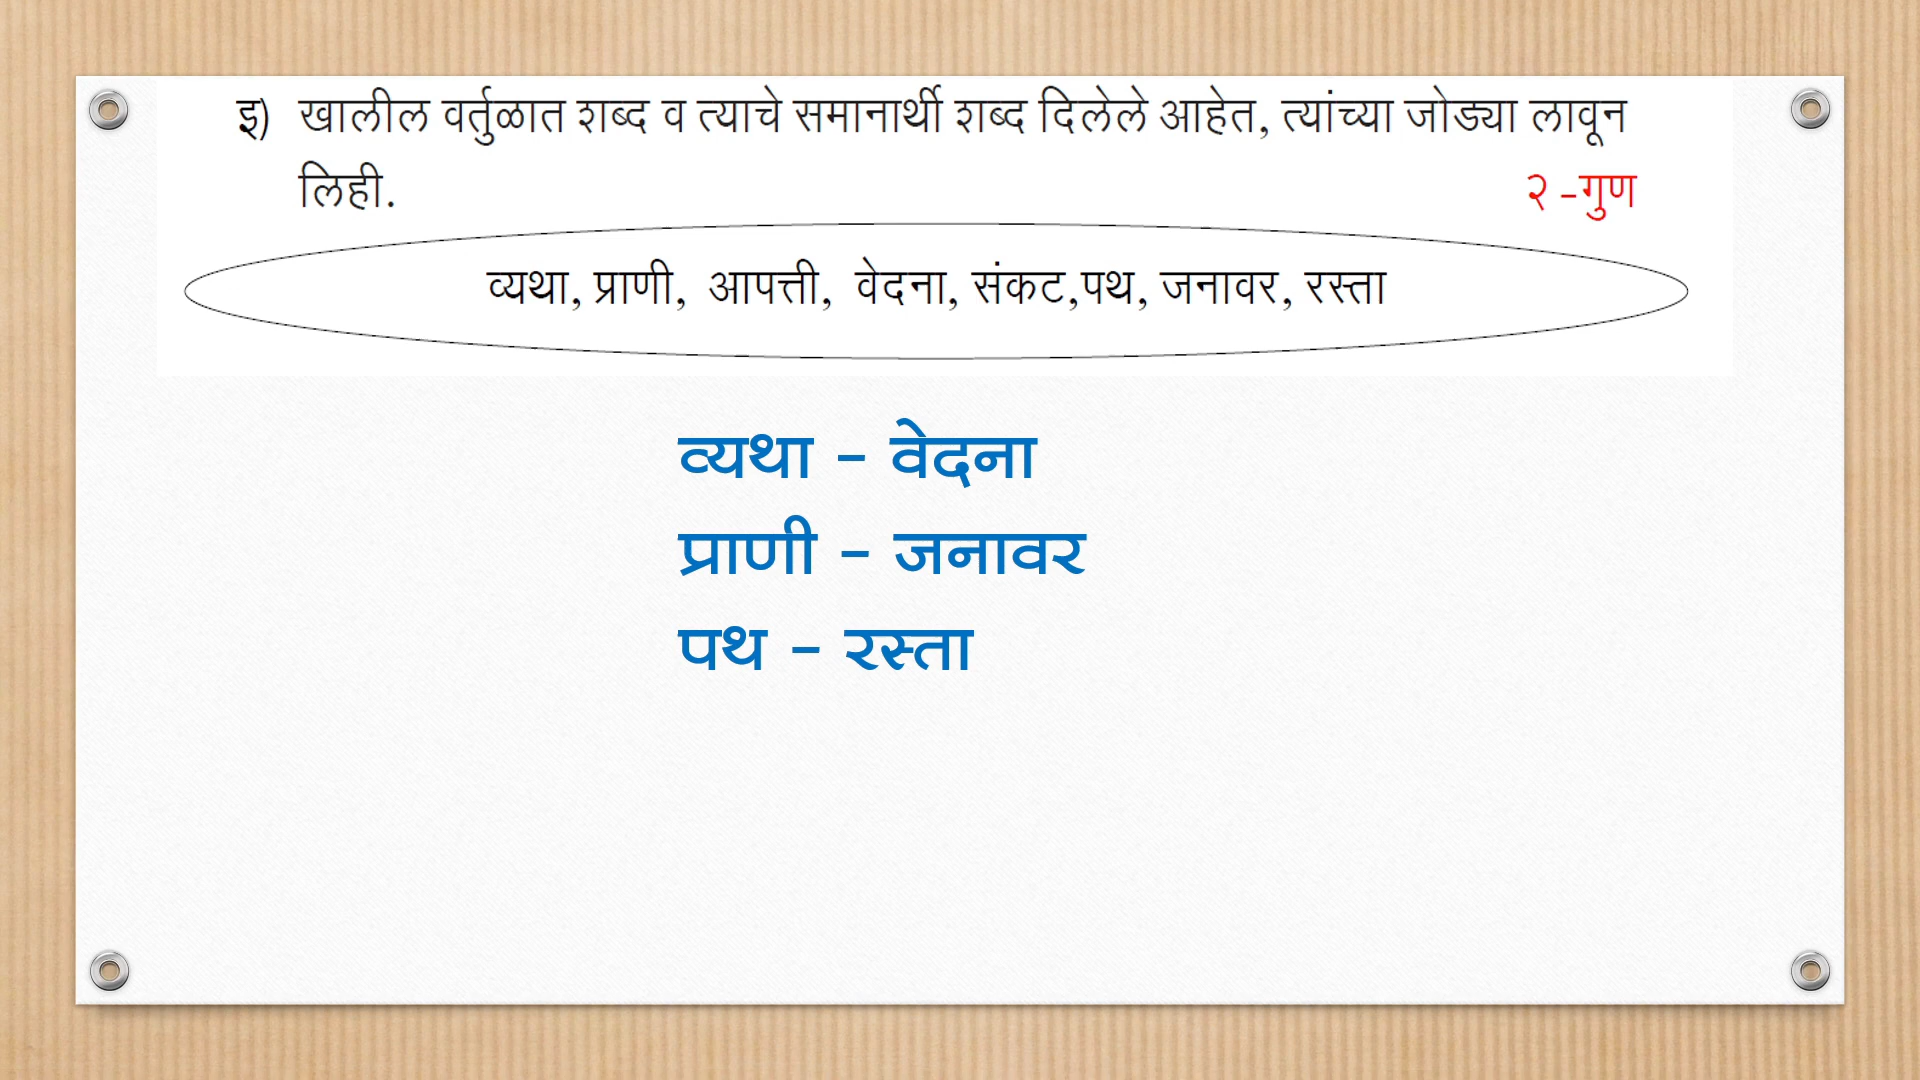 इ) खालील वर्तुळात शब्द व त्याचे समानार्थी शब्द दिलेले आहेत, त्यांच्या जोड्या लावून
लिही. २ -गुण
व्यथा, प्राणी, आपत्ती, वेदना, संकट,पथ, जनावर, रस्ता
व्यथा - वेदना
प्राणी - जनावर
पथ - रस्ता